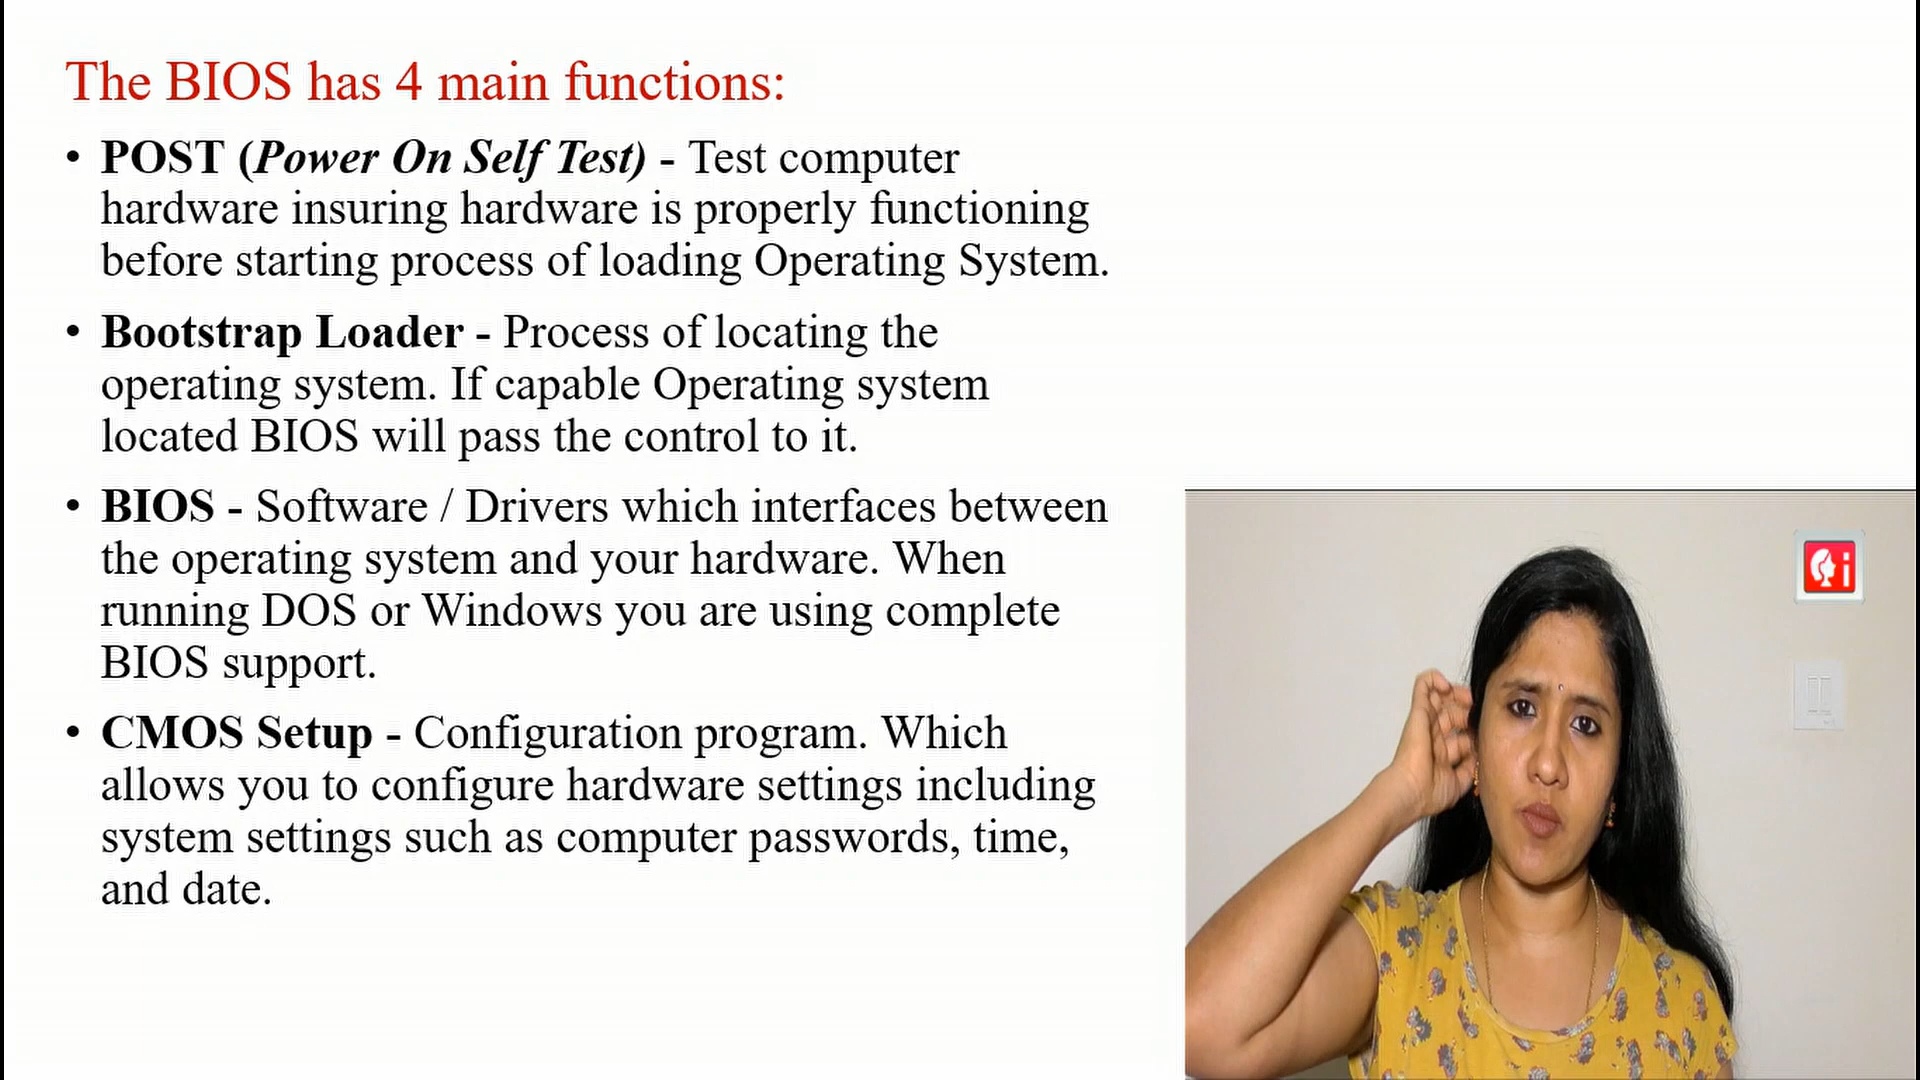 The BIOS has 4 main functions:
• POST (Power On Self Test) - Test computer
hardware insuring hardware is properly functioning
before starting process of loading Operating System.
• Bootstrap Loader - Process of locating the
operating system. If capable Operating system
located BIOS will pass the control to it.
• BIOS - Software / Drivers which interfaces between
the operating system and your hardware. When
running DOS or Windows you are using complete
BIOS support.
• CMOS Setup - Configuration program. Which
allows you to configure hardware settings including
system settings such as computer passwords, time,
and date.
i